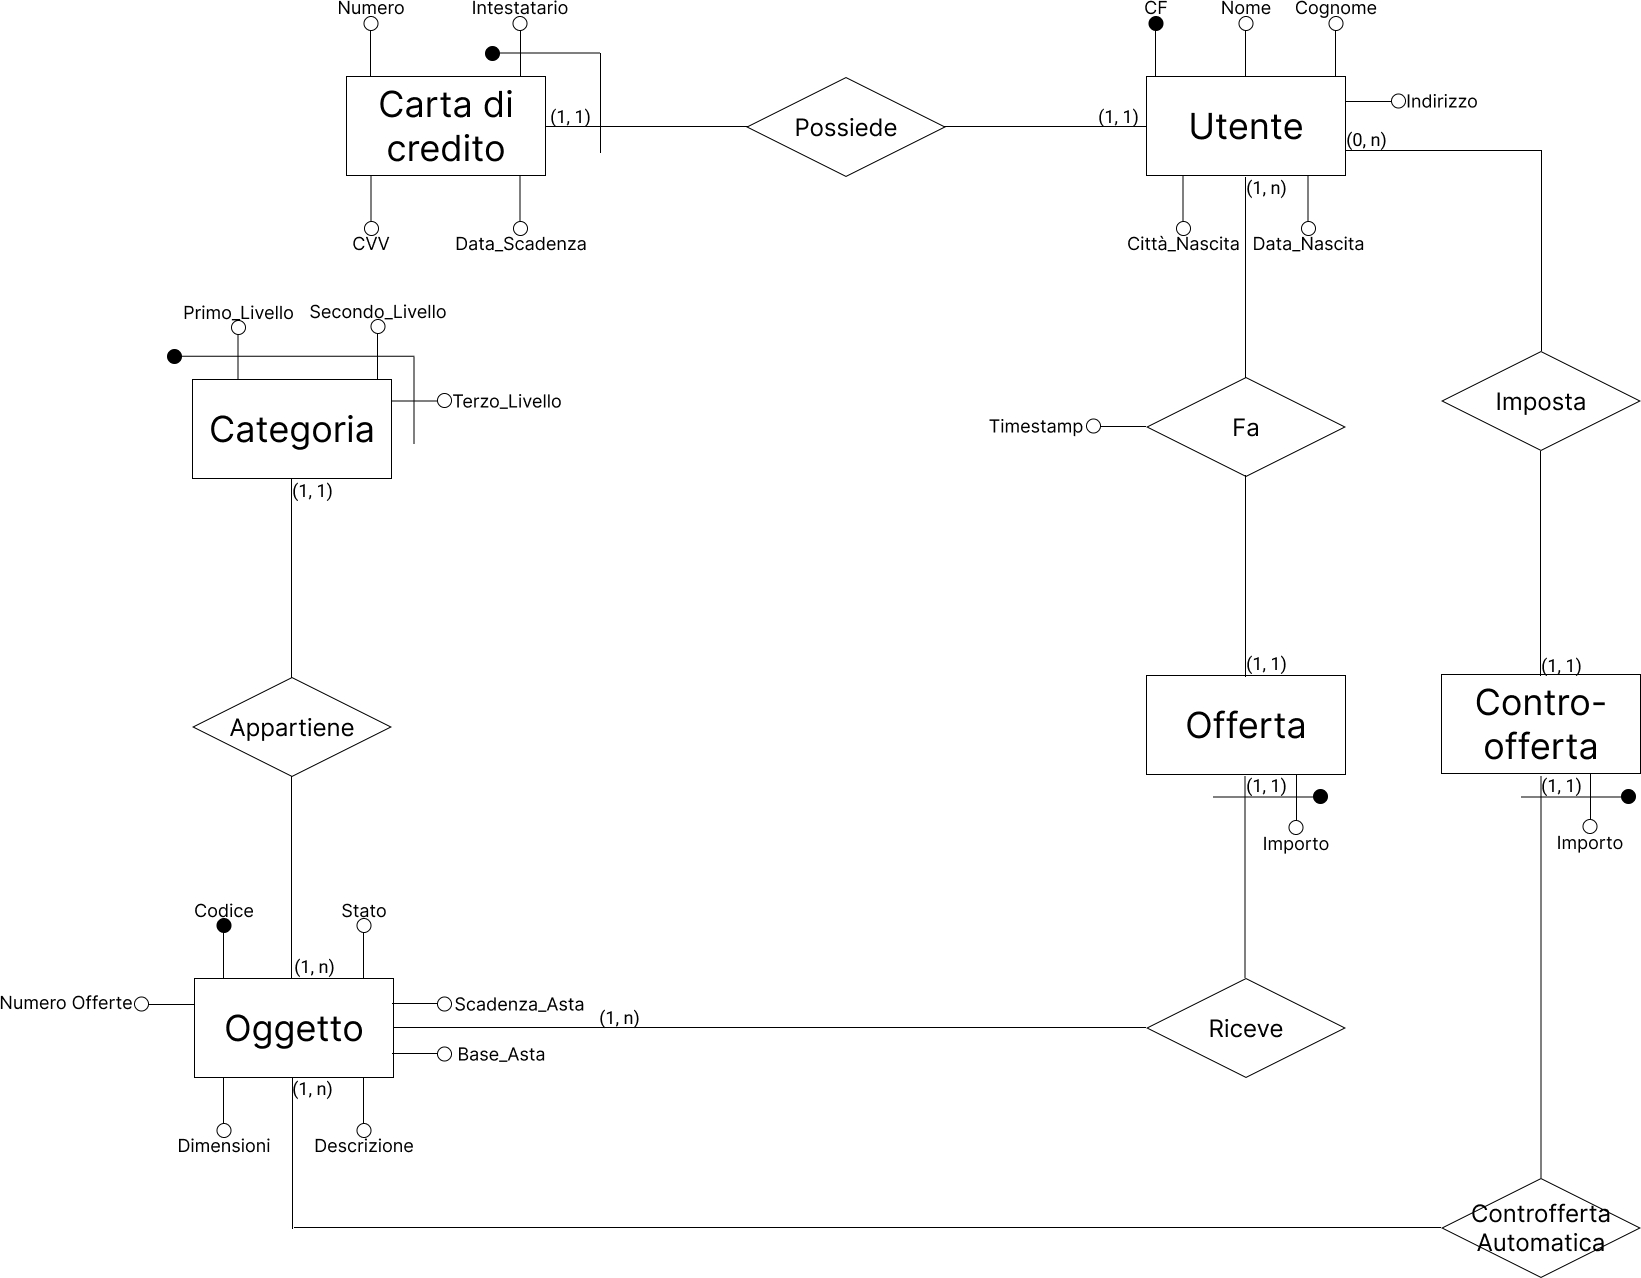 Numero
Intestatario
CF
Nome
Cognome
Carta di
credito
(1, 1)
Possiede
(1, 1)
Utente
Indirizzo
(0, n)
(1, n)
CVV
Data_Scadenza
Città_Nascita
Data_Nascita
Primo_Livello
Secondo_Livello
Terzo_Livello
Categoria
(1, 1)
Timestamp
Fa
Imposta
Appartiene
(1, 1)
Offerta
(1, 1)
Importo
(1, 1)
Contro-
offerta
(1, 1)
Importo
Codice
Stato
(1, n)
Numero Offerte
Oggetto
Scadenza_Asta
(1, n)
Base_Asta
Riceve
(1, n)
Dimensioni
Descrizione
Controfferta
Automatica